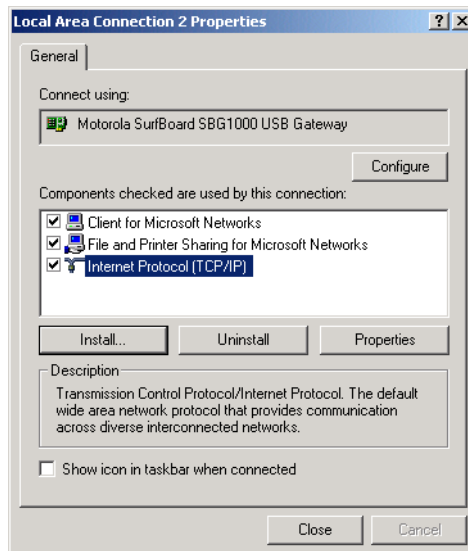 Local Area Connection 2 Properties
General
Connect using:
Motorola SurfBoard SBG1000 USB Gateway
Configure
Components checked are used by this connection:
Client for Microsoft Networks
File and Printer Sharing for Microsoft Networks
Internet Protocol (TCP/IP)
Install... Uninstall Properties
Description
Transmission Control Protocol/Internet Protocol. The default
wide area network protocol that provides communication
across diverse interconnected networks.
Show icon in taskbar when connected
Close Cancel